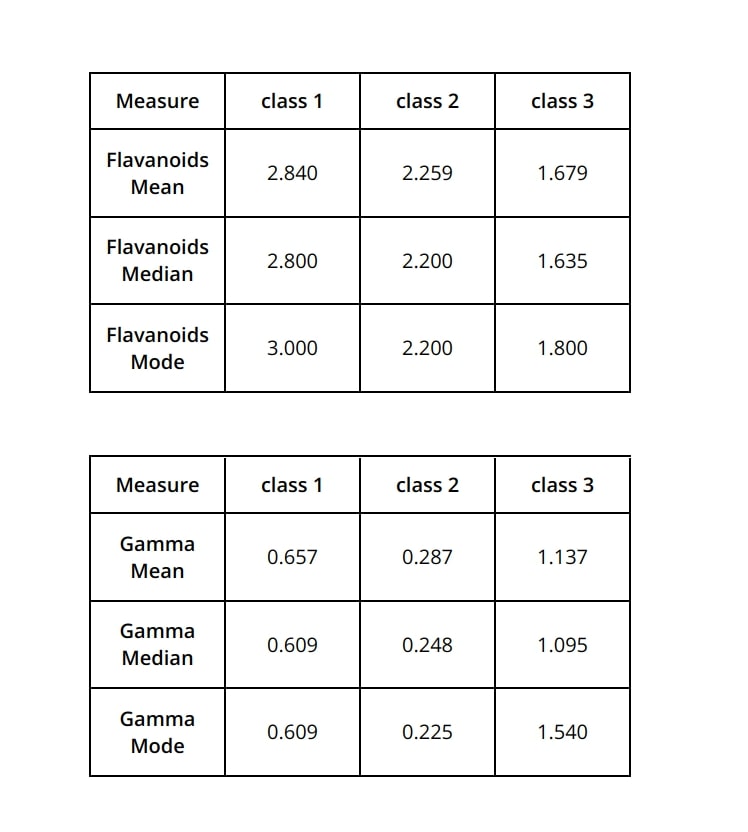 Measure class 1 class 2 class 3
Flavanoids
Mean 2.840 2.259 1.679
Flavanoids
Median 2.800 2.200 1.635
Flavanoids
Mode 3.000 2.200 1.800
Measure class 1 class 2 class 3
Gamma
Mean 0.657 0.287 1.137
Gamma
Median 0.609 0.248 1.095
Gamma
Mode 0.609 0.225 1.540